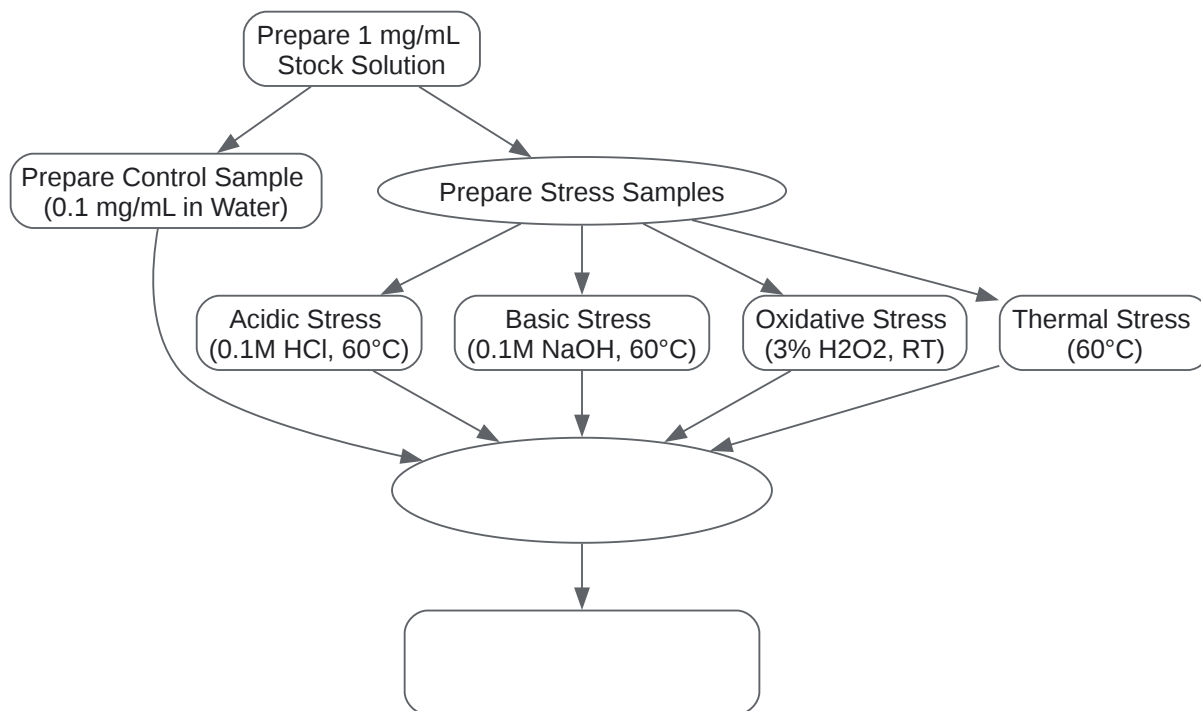 Prepare 1 mg/mL
Stock Solution
Prepare Control Sample
(0.1 mg/mL in Water)
Prepare Stress Samples
Acidic Stress
(0.1M HCl, 60°C)
Basic Stress
(0.1M NaOH, 60°C)
Oxidative Stress
(3% H2O2, RT)
Thermal Stress
(60°C)